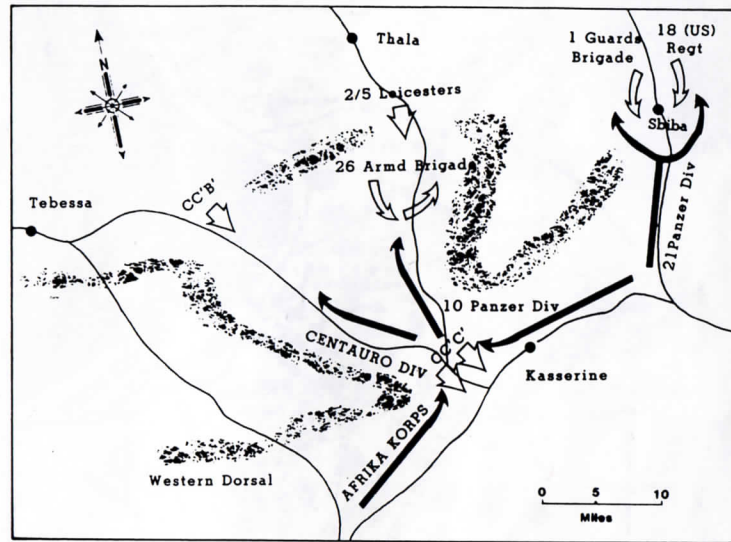 N
Thala
1 Guards
Brigade
18 (US)
Regt
2/5 Leicesters
Sbiba
26 Armd Brigade
CC'B'
Tebessa
21 Panzer Div
10 Panzer Div
CENTAURO DIV
CC'C'
Kasserine
AFRIKA KORPS
Western Dorsal
0 5 10
Miles